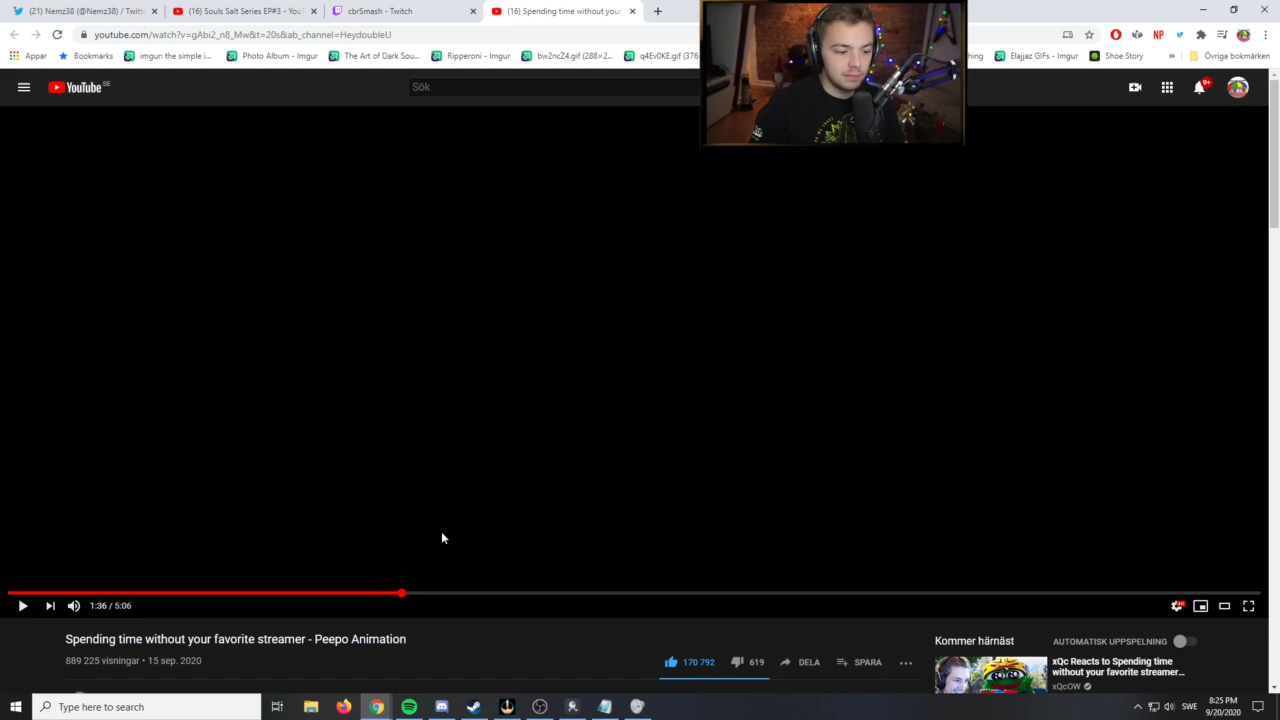 (21) Nemz38 (@Nemz38) / Twitte
(16) Souls Salt Series EP#3 - YouT
cbrSmash - Twitch
(16) Spending time without your
youtube.com/watch?v=gAbi2_n8_Mw&t=20s&ab_channel=HeydoubleU
NP
Appar
Bookmarks
imgur: the simple i...
Photo Album - Imgur
The Art of Dark Sou...
Ripperoni - Imgur
bw2ncZ4.gif (288×2...
q4Ev0KE.gif (376
hing
Elajjaz GIFs - Imgur
Shoe Story
»
Övriga bokmärken
YouTube SE
Sök
9+
1:36 / 5:06
Spending time without your favorite streamer - Peepo Animation
889 225 visningar • 15 sep. 2020
170 792
619
DELA
SPARA
Kommer härnäst
AUTOMATISK UPPSPELNING
xQc Reacts to Spending time
without your favorite streamer...
xQcOW
Type here to search
SWE
8:25 PM
9/20/2020